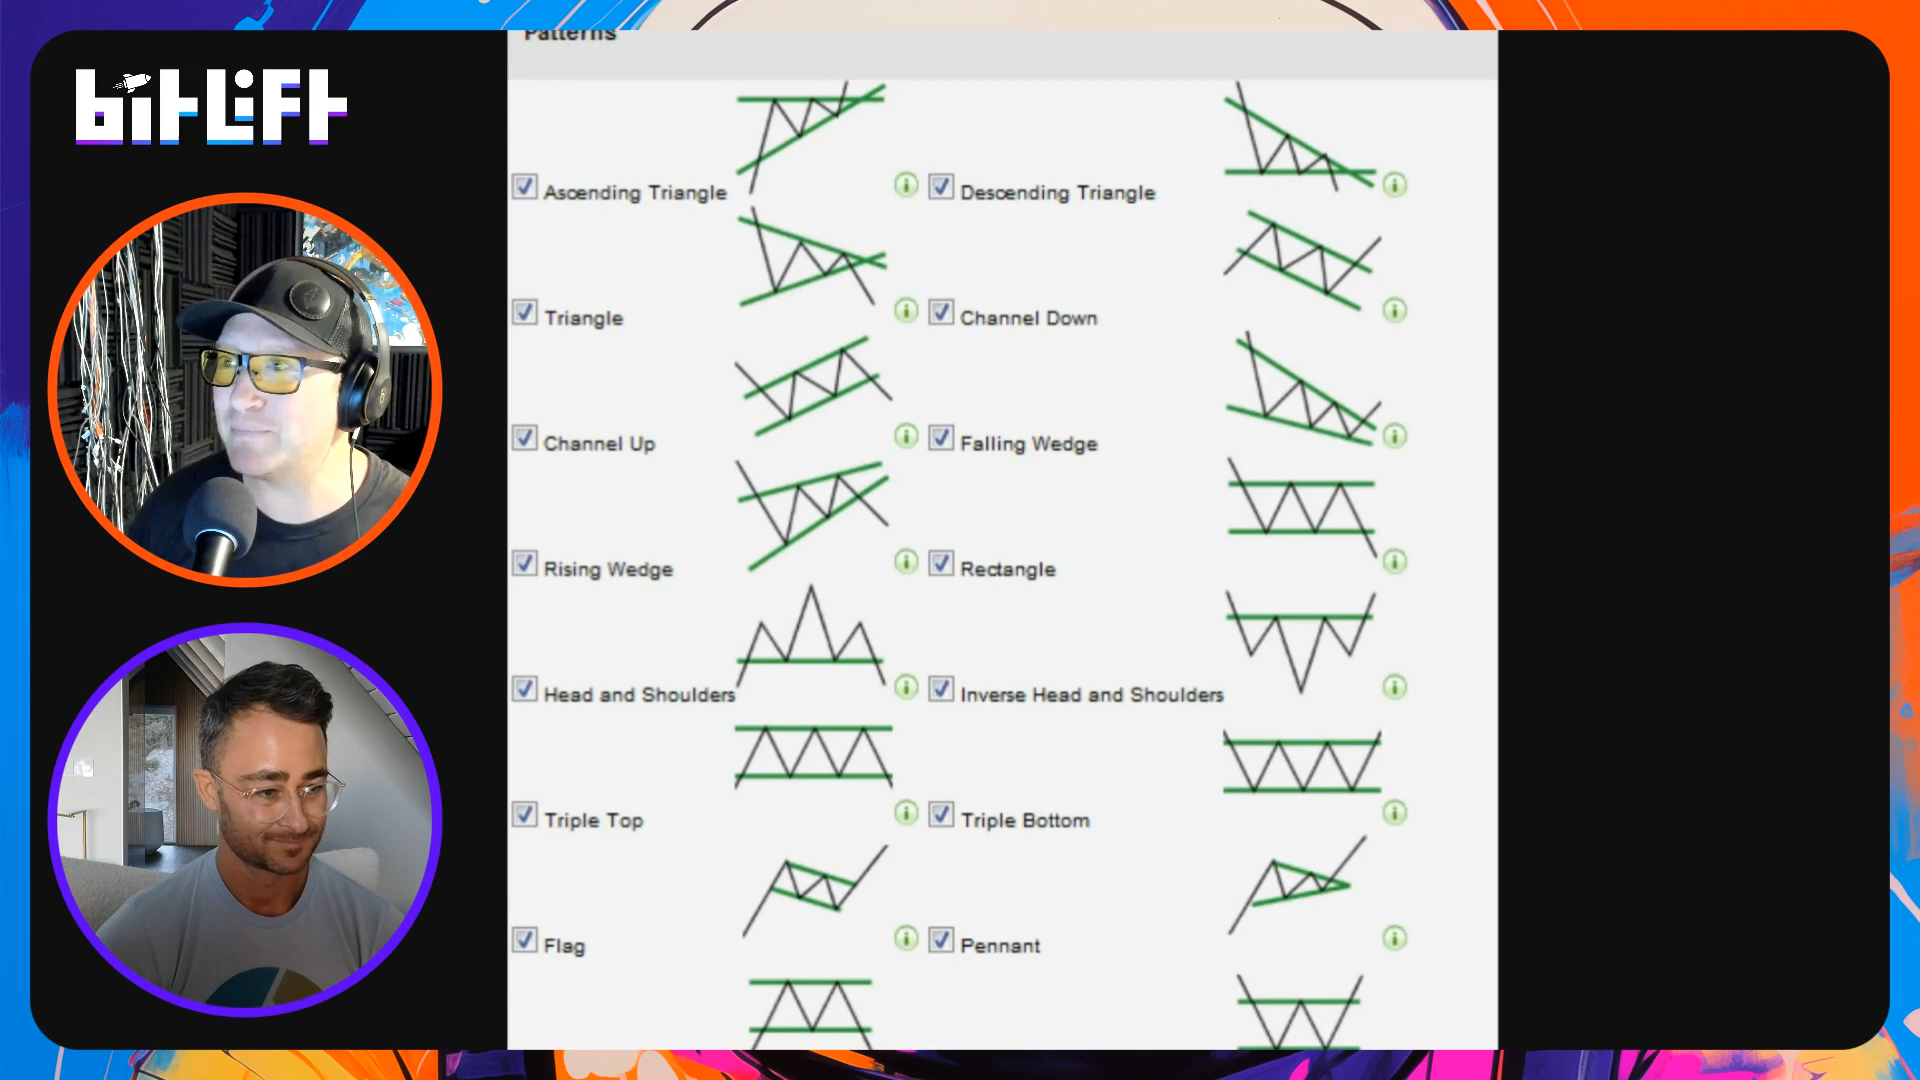 Patterns
bitLift
Ascending Triangle
Descending Triangle
Triangle
Channel Down
Channel Up
Falling Wedge
Rising Wedge
Rectangle
Head and Shoulders
Inverse Head and Shoulders
Triple Top
Triple Bottom
Flag
Pennant